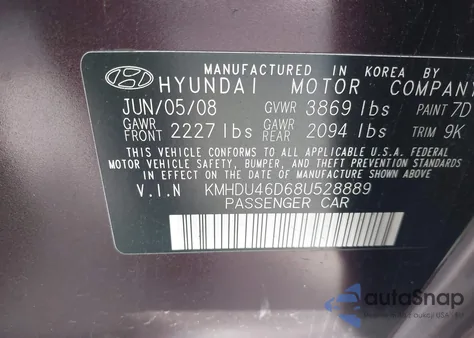 MANUFACTURED IN KOREA BY
HYUNDAI MOTOR COMPANY
JUN/05/08 GVWR 3869 lbs PAINT 7D
GAWR FRONT 2227 lbs GAWR REAR 2094 lbs TRIM 9K
THIS VEHICLE CONFORMS TO ALL APPLICABLE U.S.A. FEDERAL
MOTOR VEHICLE SAFETY, BUMPER, AND THEFT PREVENTION STANDARDS
IN EFFECT ON THE DATE OF MANUFACTURE SHOWN ABOVE.
V.I.N KMHDU46D68U528889
PASSENGER CAR
autaSnap